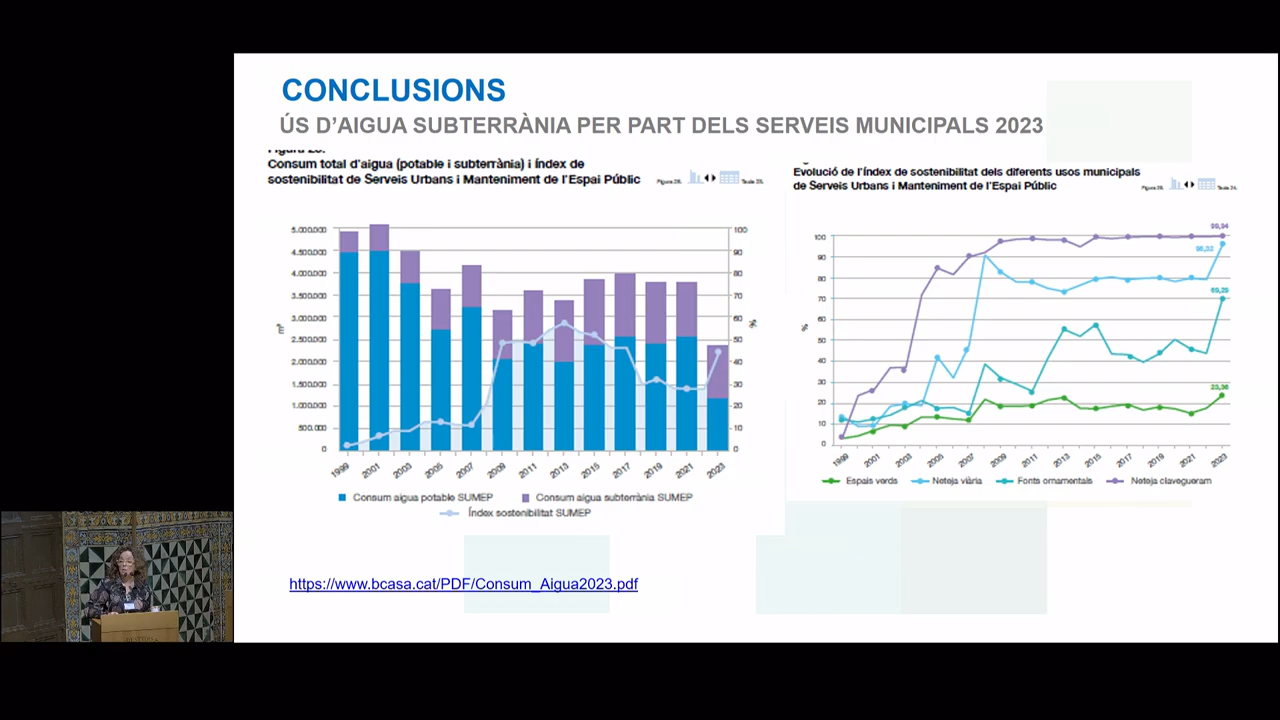 CONCLUSIONS
ÚS D'AIGUA SUBTERRÀNIA PER PART DELS SERVEIS MUNICIPALS 2023
Consum total d'aigua (potable i subterrània) i índex de
sostenibilitat de Serveis Urbans i Manteniment de l'Espai Públic
5.000.000
4.500.000
4.000.000
3.500.000
3.000.000
2.500.000
2.000.000
1.500.000
1.000.000
500.000
0
m³
100
90
80
70
60
50
40
30
20
10
0
%
1999 2001 2003 2005 2007 2009 2011 2013 2015 2017 2019 2021 2023
Consum aigua potable SUMEP Consum aigua subterrània SUMEP
Índex sostenibilitat SUMEP
Evolució de l'Índex de sostenibilitat dels diferents usos municipals
de Serveis Urbans i Manteniment de l'Espai Públic
100
90
80
70
60
50
40
30
20
10
0
%
99,94
69,29
1999 2001 2003 2005 2007 2009 2011 2013 2015 2017 2019 2021 2023
Espais verds Neteja viària Fonts ornamentals Neteja clavegueram
https://www.bcasa.cat/PDF/Consum_Aigua2023.pdf